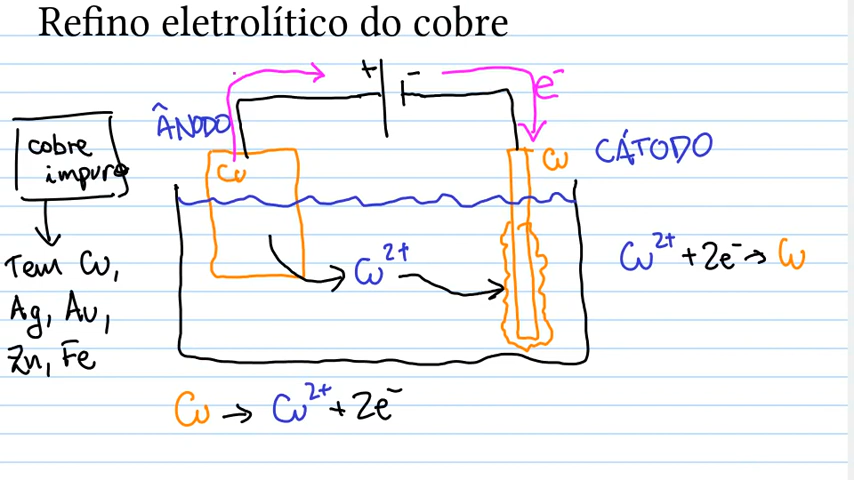 Refino eletrolítico do cobre
+ -
e⁻
ÂNODO
cobre
impuro
Cu
Cu
CÁTODO
Cu²⁺
Cu²⁺ + 2e⁻ → Cu
Tem Cu,
Ag, Au,
Zn, Fe
Cu → Cu²⁺ + 2e⁻